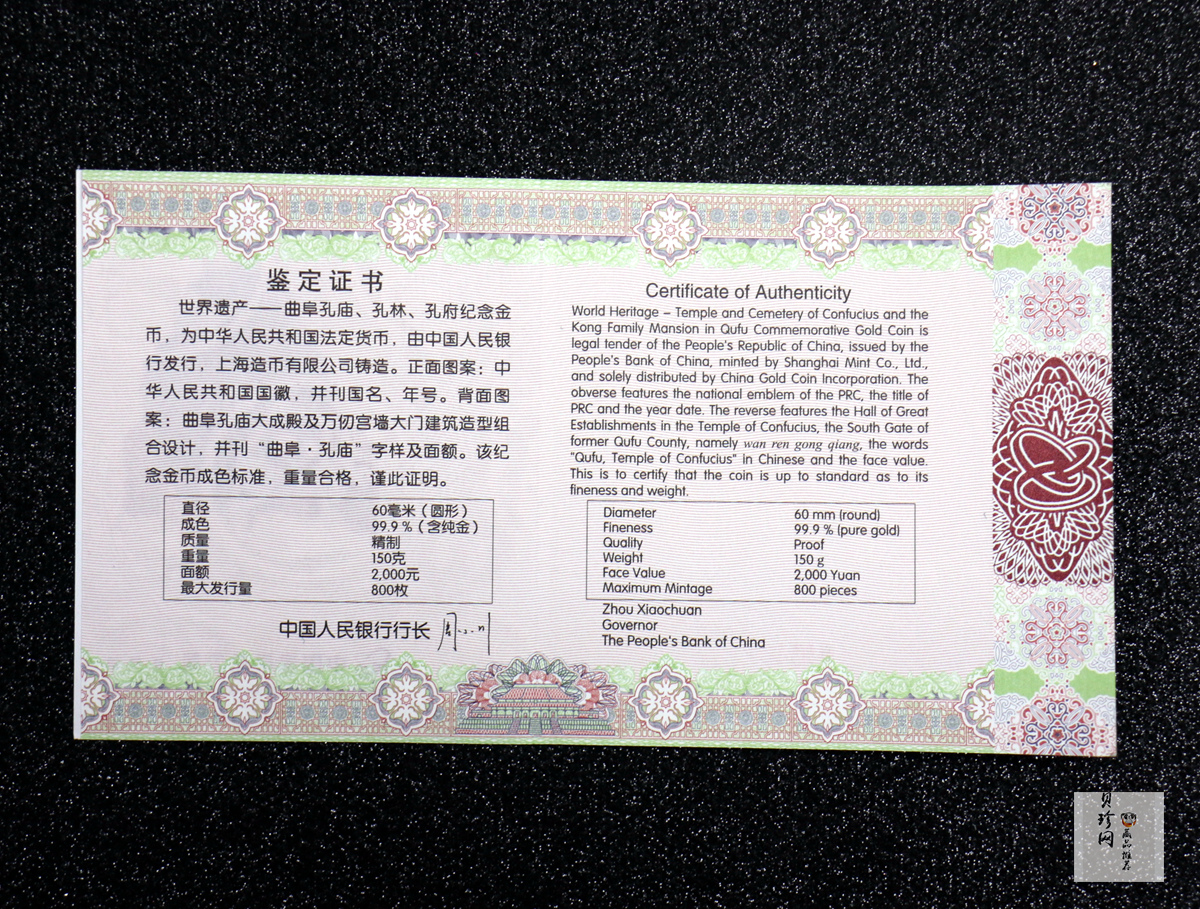 鉴定证书
世界遗产——曲阜孔庙、孔林、孔府纪念金
币，为中华人民共和国法定货币，由中国人民银
行发行，上海造币有限公司铸造。正面图案：中
华人民共和国国徽，并刊国名、年号。背面图
案：曲阜孔庙大成殿及万仞宫墙大门建筑造型组
合设计，并刊“曲阜·孔庙”字样及面额。该纪
念金币成色标准，重量合格，谨此证明。
直径 60毫米（圆形）
成色 99.9％（含纯金）
质量 精制
重量 150克
面额 2,000元
最大发行量 800枚
中国人民银行行长
Certificate of Authenticity
World Heritage – Temple and Cemetery of Confucius and the
Kong Family Mansion in Qufu Commemorative Gold Coin is
legal tender of the People's Republic of China, issued by the
People's Bank of China, minted by Shanghai Mint Co., Ltd.,
and solely distributed by China Gold Coin Incorporation. The
obverse features the national emblem of the PRC, the title of
PRC and the year date. The reverse features the Hall of Great
Establishments in the Temple of Confucius, the South Gate of
former Qufu County, namely wan ren gong qiang, the words
"Qufu, Temple of Confucius" in Chinese and the face value.
This is to certify that the coin is up to standard as to its
fineness and weight.
Diameter 60 mm (round)
Fineness 99.9 % (pure gold)
Quality Proof
Weight 150 g
Face Value 2,000 Yuan
Maximum Mintage 800 pieces
Zhou Xiaochuan
Governor
The People's Bank of China
贝珍网
藏品推荐